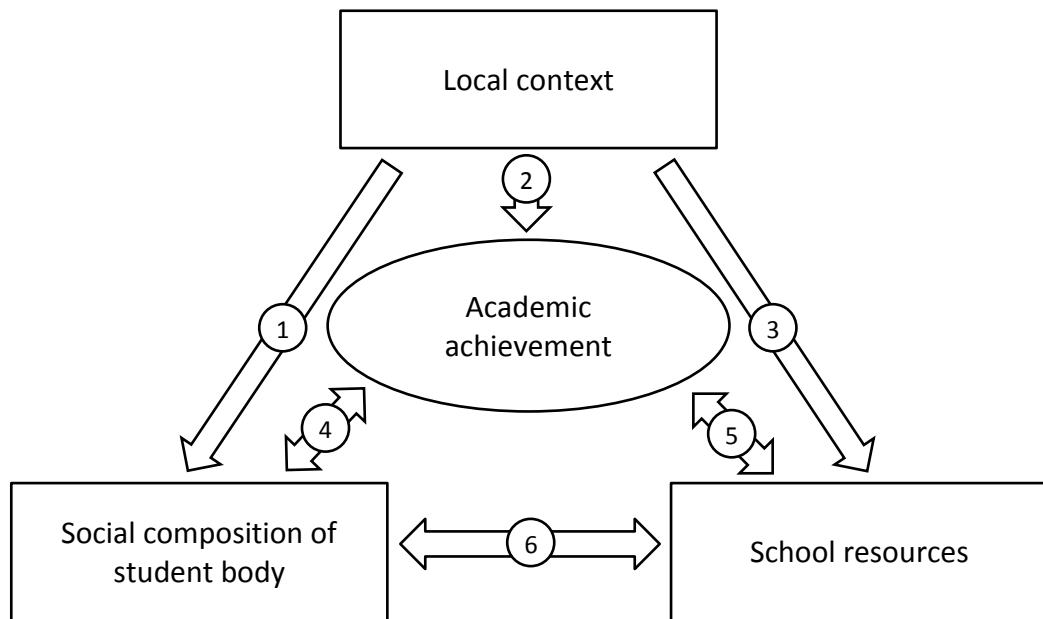 Local context
2
Academic
achievement
1
3
4
5
Social composition of
student body
6
School resources